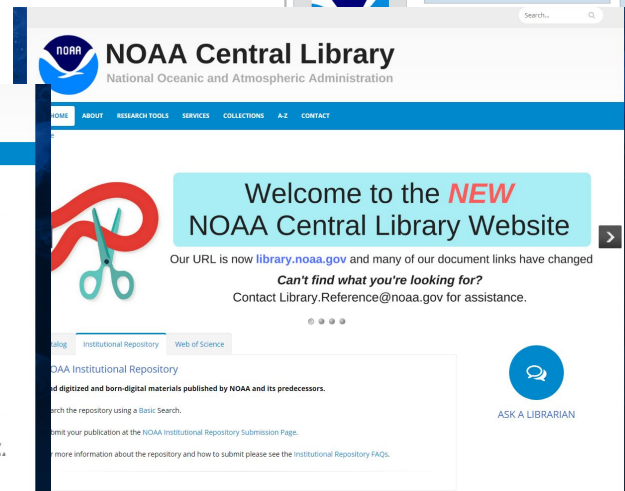 Search...
NOAA
NOAA Central Library
National Oceanic and Atmospheric Administration
HOME ABOUT RESEARCH TOOLS SERVICES COLLECTIONS A-Z CONTACT
Welcome to the NEW
NOAA Central Library Website
Our URL is now library.noaa.gov and many of our document links have changed
Can't find what you're looking for?
Contact Library.Reference@noaa.gov for assistance.
Institutional Repository Web of Science
OAA Institutional Repository
digitized and born-digital materials published by NOAA and its predecessors.
the repository using a Basic Search.
your publication at the NOAA Institutional Repository Submission Page.
more information about the repository and how to submit please see the Institutional Repository FAQs.
ASK A LIBRARIAN